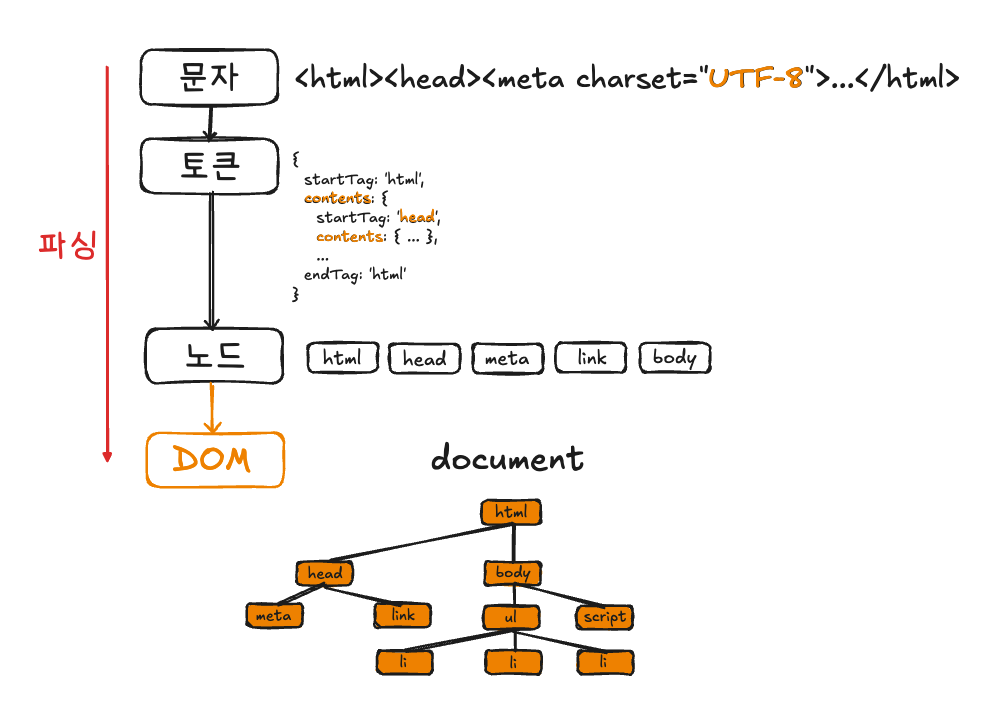 문자
<html><head><meta charset="UTF-8">...</html>
토큰
{
startTag: 'html',
contents: {
startTag: 'head',
contents: { ... },
...
endTag: 'html'
}
파싱
노드
html head meta link body
DOM
document
html
head body
meta link ul script
li li li